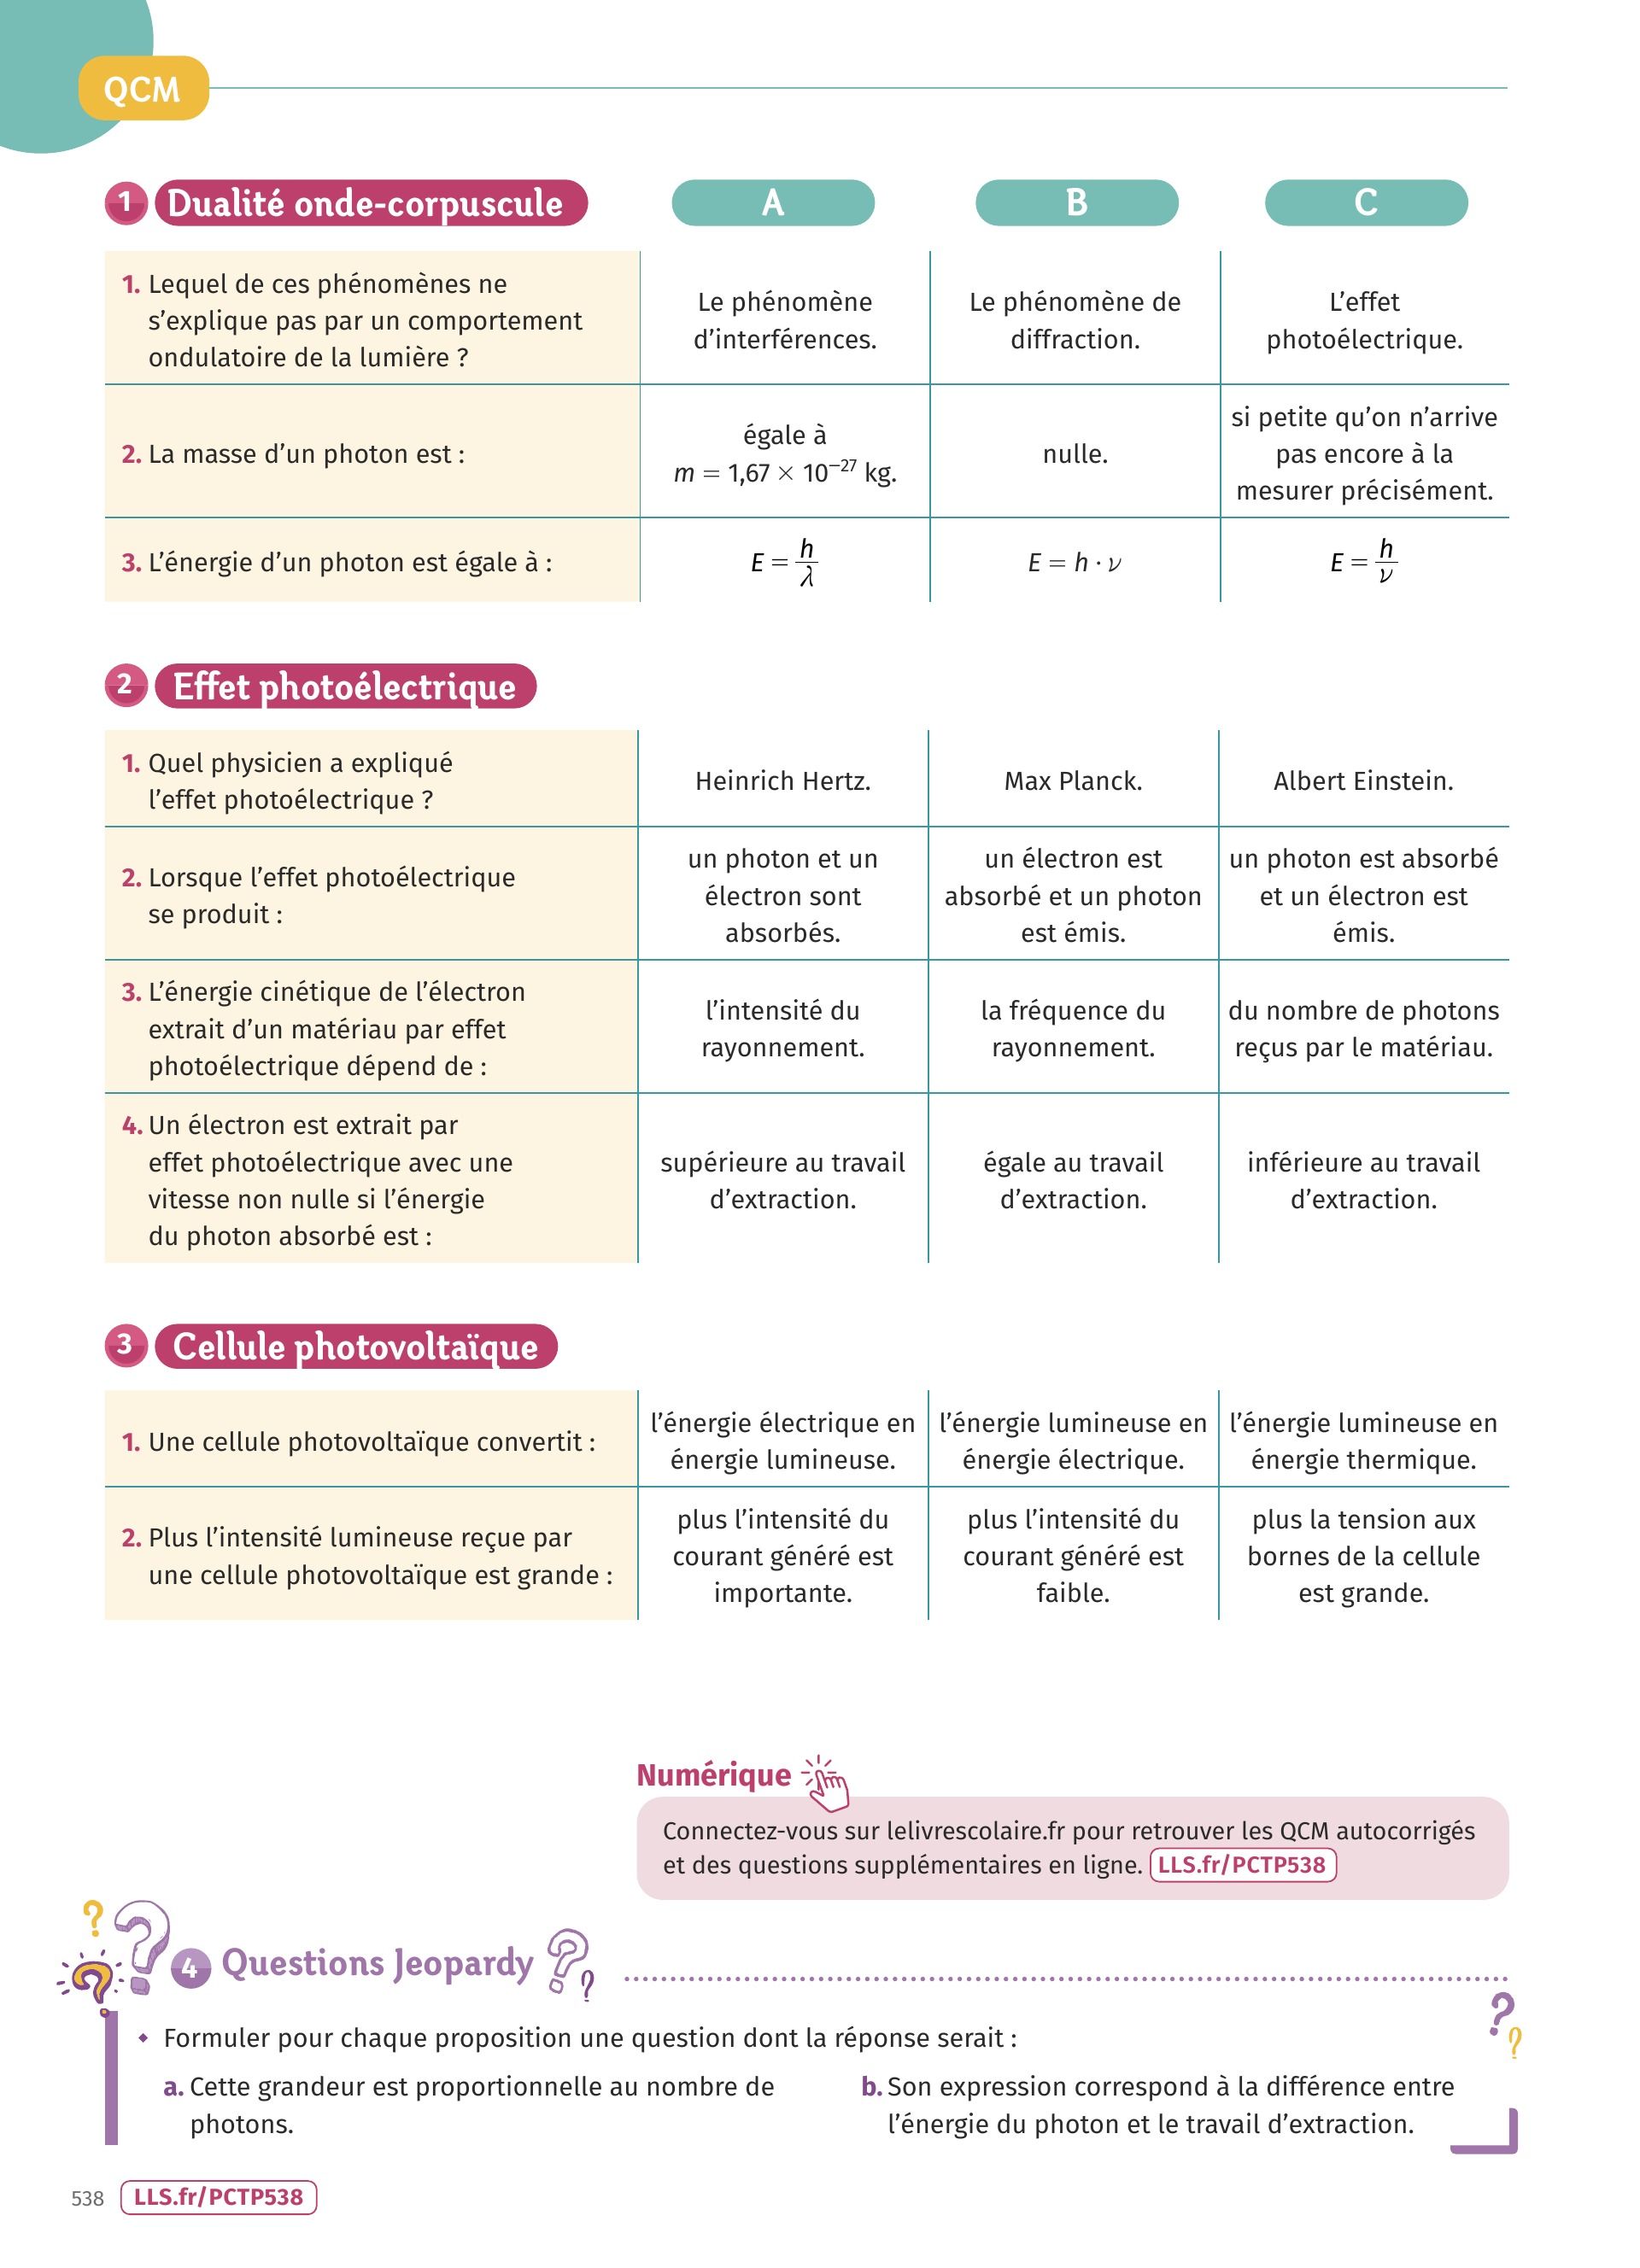 QCM
1 Dualité onde-corpuscule
A
B
C
1. Lequel de ces phénomènes ne
s’explique pas par un comportement
ondulatoire de la lumière ?
Le phénomène
d’interférences.
Le phénomène de
diffraction.
L’effet
photoélectrique.
2. La masse d’un photon est :
égale à
m = 1,67 × 10⁻²⁷ kg.
nulle.
si petite qu’on n’arrive
pas encore à la
mesurer précisément.
3. L’énergie d’un photon est égale à :
E = h/λ
E = h · ν
E = h/ν
2 Effet photoélectrique
1. Quel physicien a expliqué
l’effet photoélectrique ?
Heinrich Hertz.
Max Planck.
Albert Einstein.
2. Lorsque l’effet photoélectrique
se produit :
un photon et un
électron sont
absorbés.
un électron est
absorbé et un photon
est émis.
un photon est absorbé
et un électron est
émis.
3. L’énergie cinétique de l’électron
extrait d’un matériau par effet
photoélectrique dépend de :
l’intensité du
rayonnement.
la fréquence du
rayonnement.
du nombre de photons
reçus par le matériau.
4. Un électron est extrait par
effet photoélectrique avec une
vitesse non nulle si l’énergie
du photon absorbé est :
supérieure au travail
d’extraction.
égale au travail
d’extraction.
inférieure au travail
d’extraction.
3 Cellule photovoltaïque
1. Une cellule photovoltaïque convertit :
l’énergie électrique en
énergie lumineuse.
l’énergie lumineuse en
énergie électrique.
l’énergie lumineuse en
énergie thermique.
2. Plus l’intensité lumineuse reçue par
une cellule photovoltaïque est grande :
plus l’intensité du
courant généré est
importante.
plus l’intensité du
courant généré est
faible.
plus la tension aux
bornes de la cellule
est grande.
Numérique
Connectez-vous sur lelivrescolaire.fr pour retrouver les QCM autocorrigés
et des questions supplémentaires en ligne. LLS.fr/PCTP538
4 Questions Jeopardy
◆ Formuler pour chaque proposition une question dont la réponse serait :
a. Cette grandeur est proportionnelle au nombre de
photons.
b. Son expression correspond à la différence entre
l’énergie du photon et le travail d’extraction.
538 LLS.fr/PCTP538